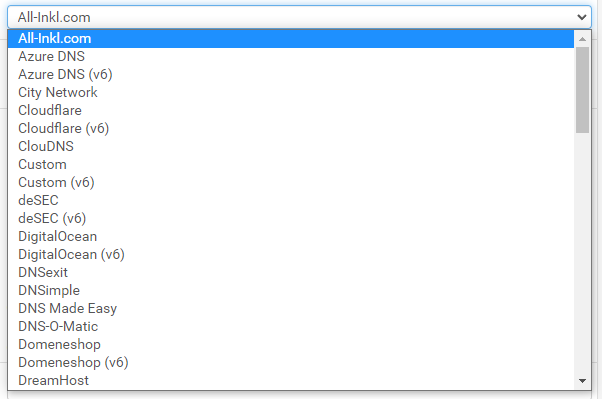 All-Inkl.com
All-Inkl.com
Azure DNS
Azure DNS (v6)
City Network
Cloudflare
Cloudflare (v6)
ClouDNS
Custom
Custom (v6)
deSEC
deSEC (v6)
DigitalOcean
DigitalOcean (v6)
DNSexit
DNSimple
DNS Made Easy
DNS-O-Matic
Domeneshop
Domeneshop (v6)
DreamHost